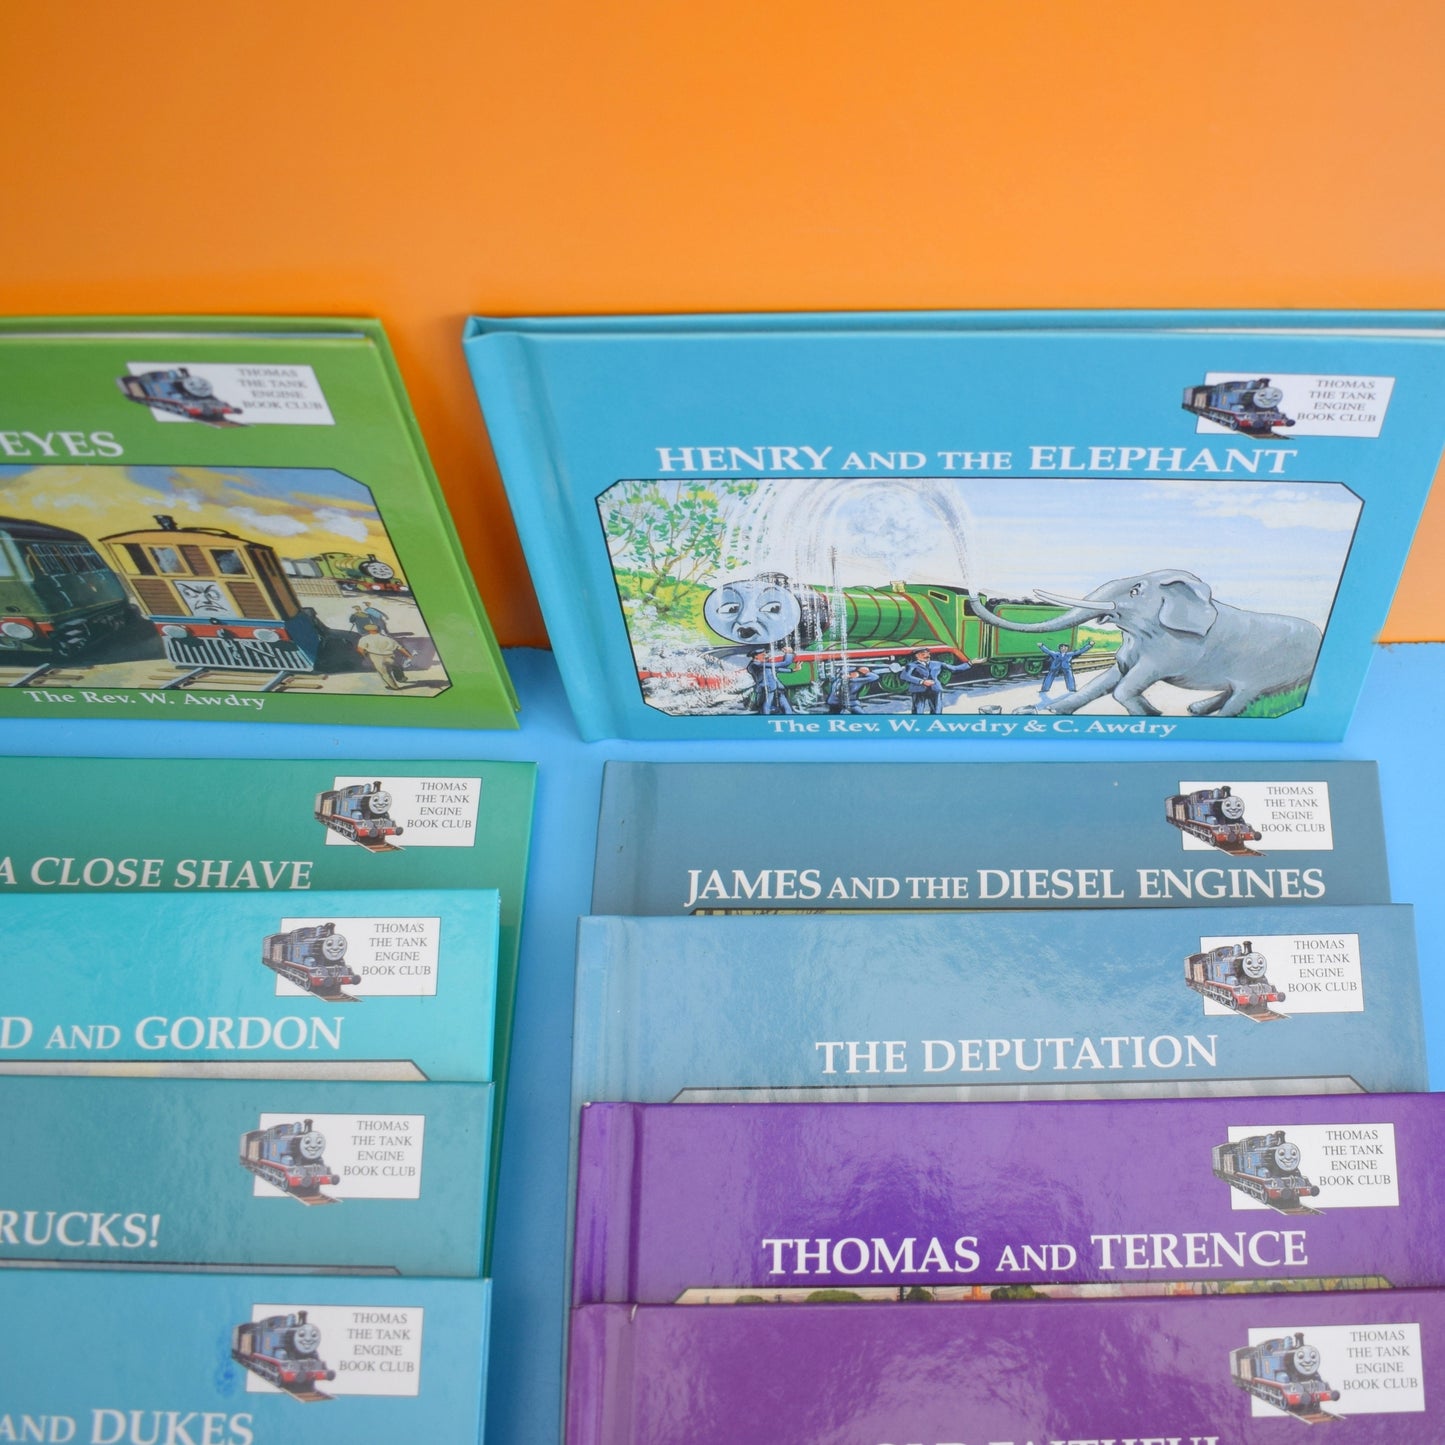 THOMAS
THE TANK
ENGINE
BOOK CLUB
EYES
The Rev. W. Awdry
THOMAS
THE TANK
ENGINE
BOOK CLUB
HENRY AND THE ELEPHANT
The Rev. W. Awdry & C. Awdry
THOMAS
THE TANK
ENGINE
BOOK CLUB
A CLOSE SHAVE
THOMAS
THE TANK
ENGINE
BOOK CLUB
D AND GORDON
THOMAS
THE TANK
ENGINE
BOOK CLUB
RUCKS!
THOMAS
THE TANK
ENGINE
BOOK CLUB
AND DUKES
THOMAS
THE TANK
ENGINE
BOOK CLUB
JAMES AND THE DIESEL ENGINES
THOMAS
THE TANK
ENGINE
BOOK CLUB
THE DEPUTATION
THOMAS
THE TANK
ENGINE
BOOK CLUB
THOMAS AND TERENCE
THOMAS
THE TANK
ENGINE
BOOK CLUB
OLD FAITHFUL